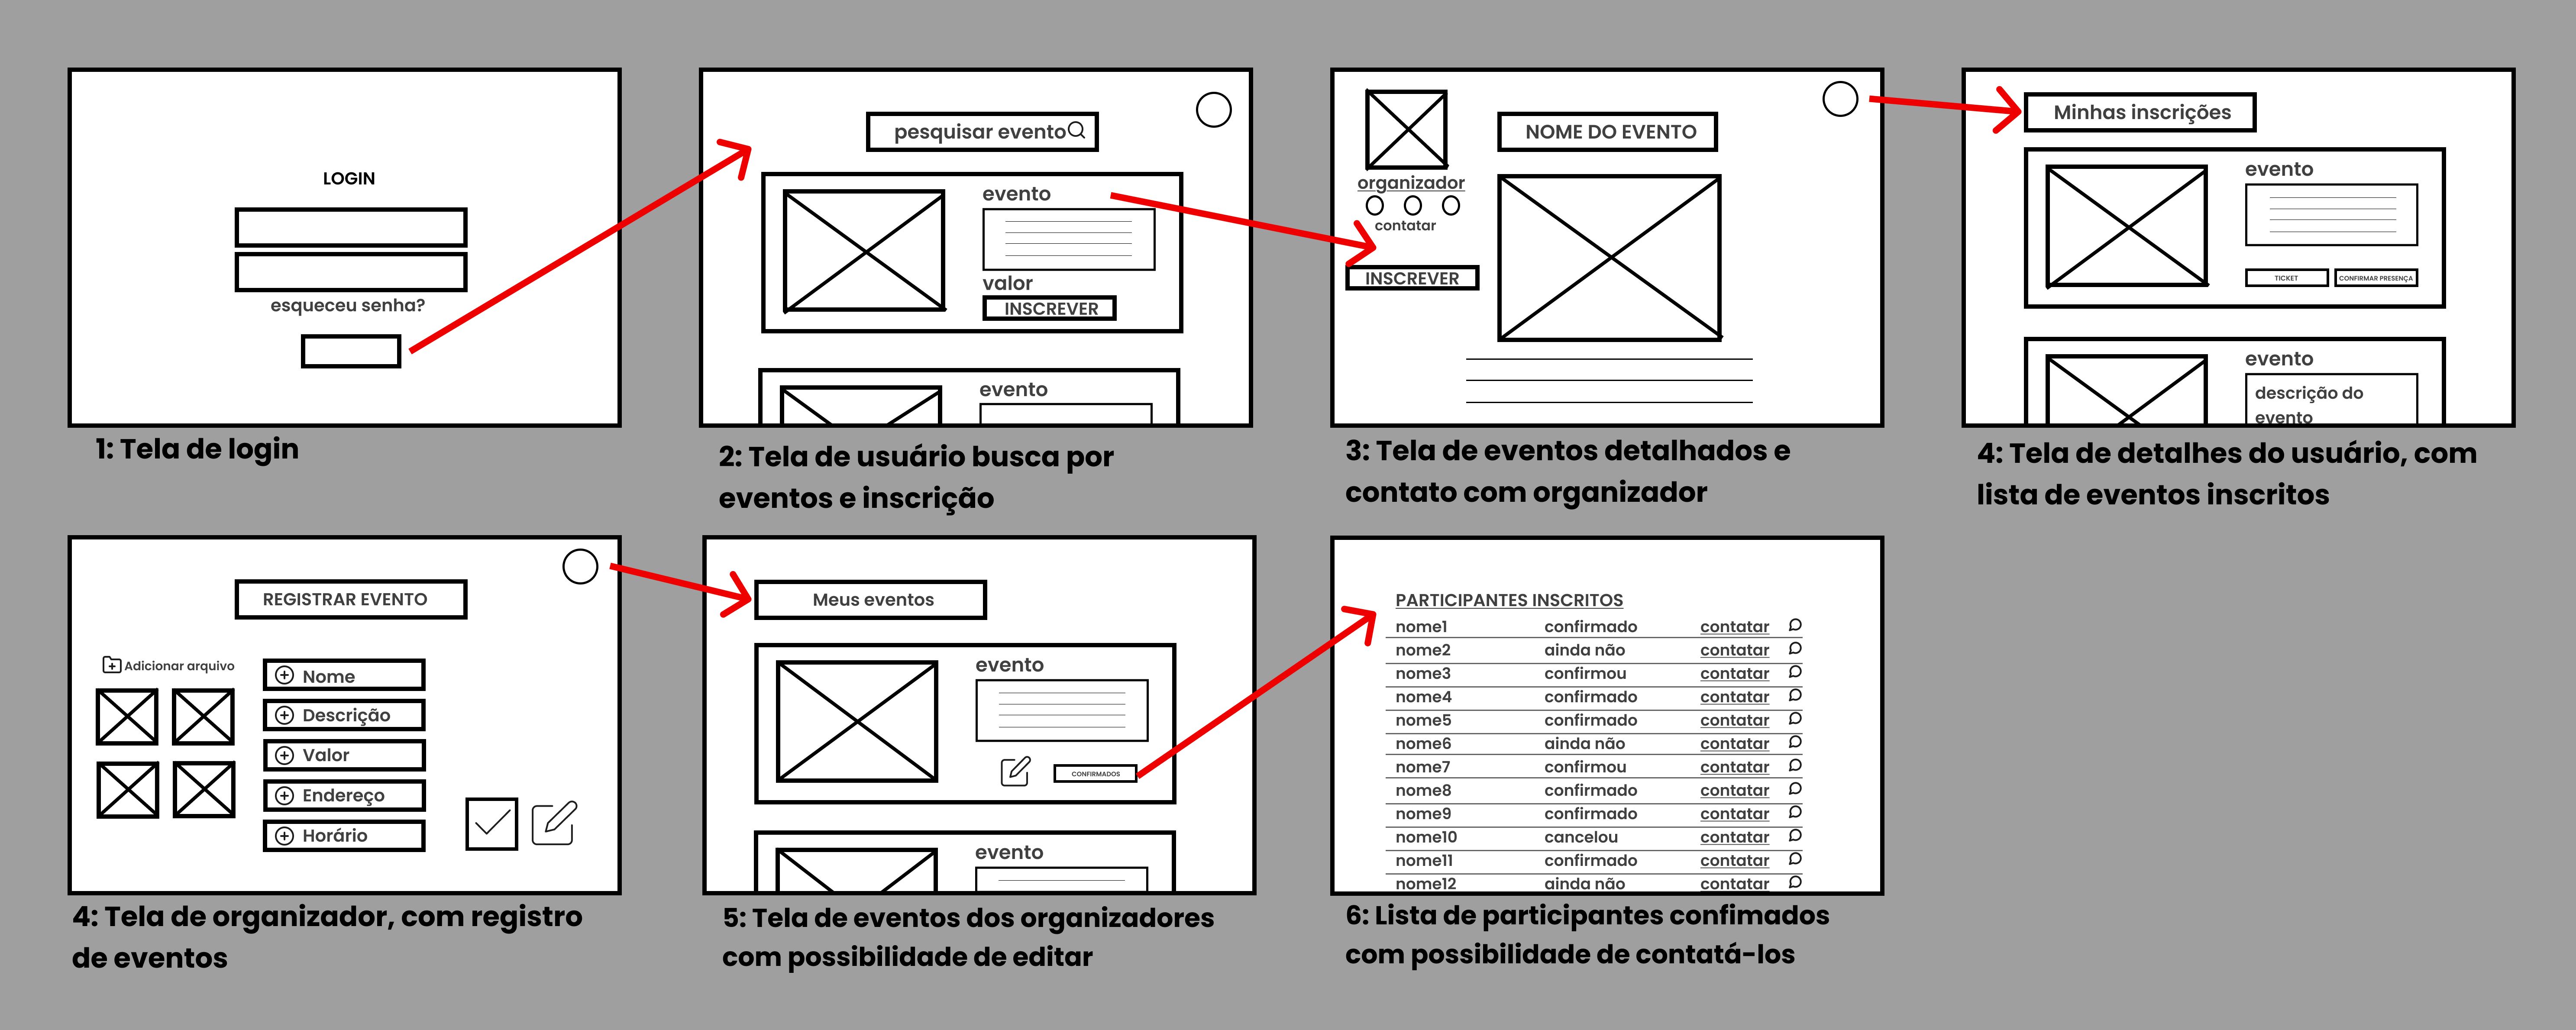 LOGIN
esqueceu senha?
1: Tela de login
pesquisar evento
evento
valor
INSCREVER
evento
2: Tela de usuário busca por
eventos e inscrição
organizador
contatar
INSCREVER
NOME DO EVENTO
3: Tela de eventos detalhados e
contato com organizador
Minhas inscrições
evento
TICKET
CONFIRMAR PRESENÇA
evento
descrição do
evento
4: Tela de detalhes do usuário, com
lista de eventos inscritos
REGISTRAR EVENTO
Adicionar arquivo
Nome
Descrição
Valor
Endereço
Horário
4: Tela de organizador, com registro
de eventos
Meus eventos
evento
CONFIRMADOS
evento
5: Tela de eventos dos organizadores
com possibilidade de editar
PARTICIPANTES INSCRITOS
nome1 confirmado contatar
nome2 ainda não contatar
nome3 confirmou contatar
nome4 confirmado contatar
nome5 confirmado contatar
nome6 ainda não contatar
nome7 confirmou contatar
nome8 confirmado contatar
nome9 confirmado contatar
nome10 cancelou contatar
nome11 confirmado contatar
nome12 ainda não contatar
6: Lista de participantes confimados
com possibilidade de contatá-los